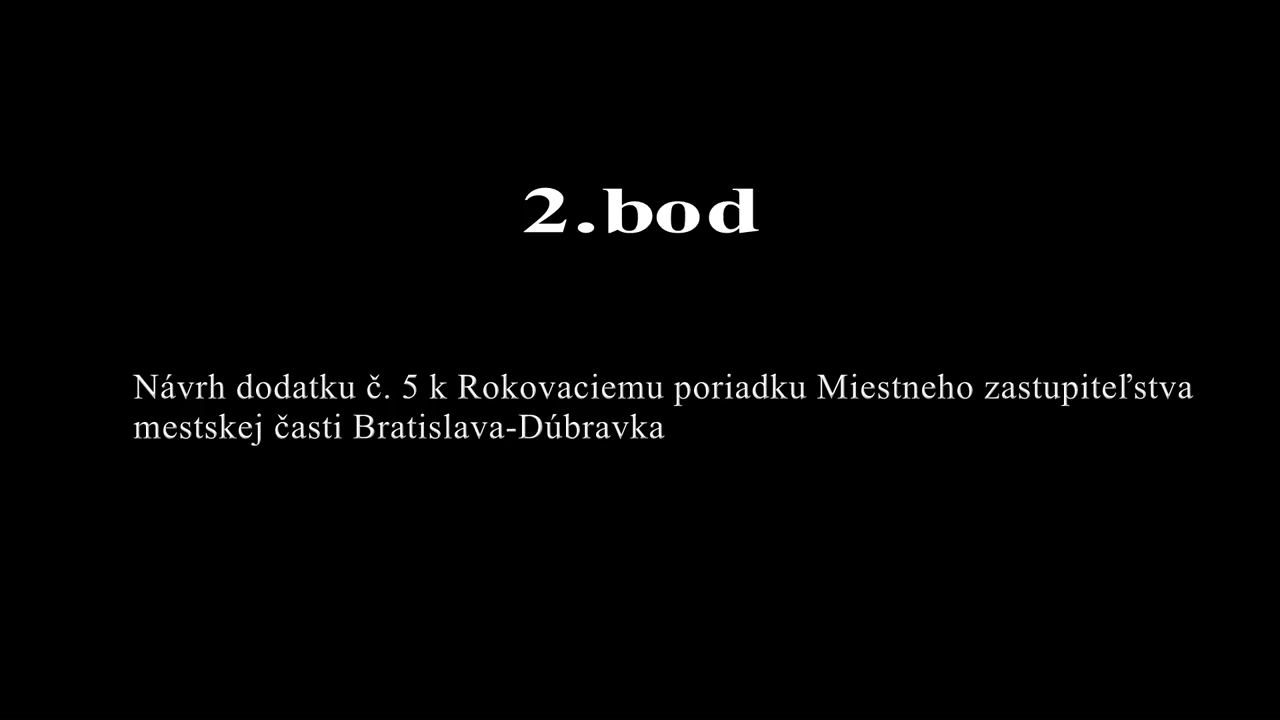 2.bod
Návrh dodatku č. 5 k Rokovaciemu poriadku Miestneho zastupiteľstva
mestskej časti Bratislava-Dúbravka